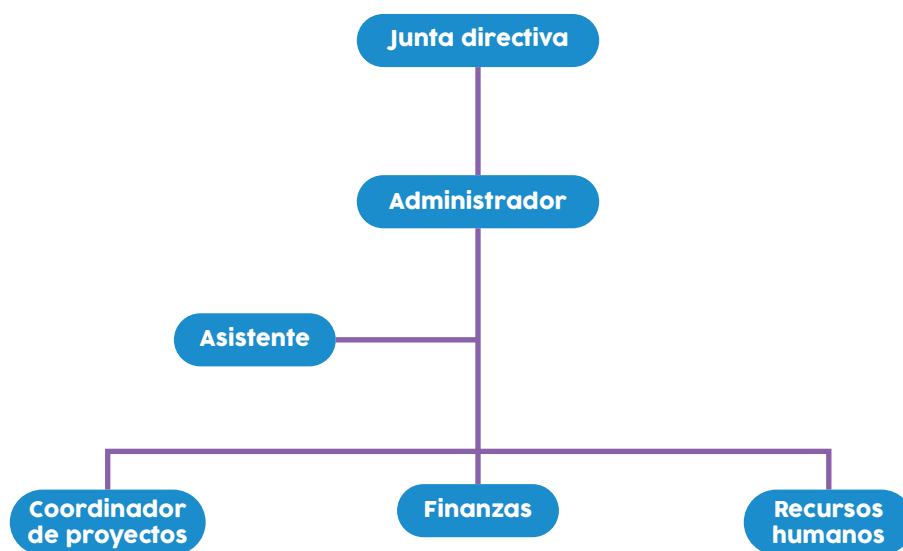 Junta directiva
Administrador
Asistente
Coordinador
de proyectos
Finanzas
Recursos
humanos